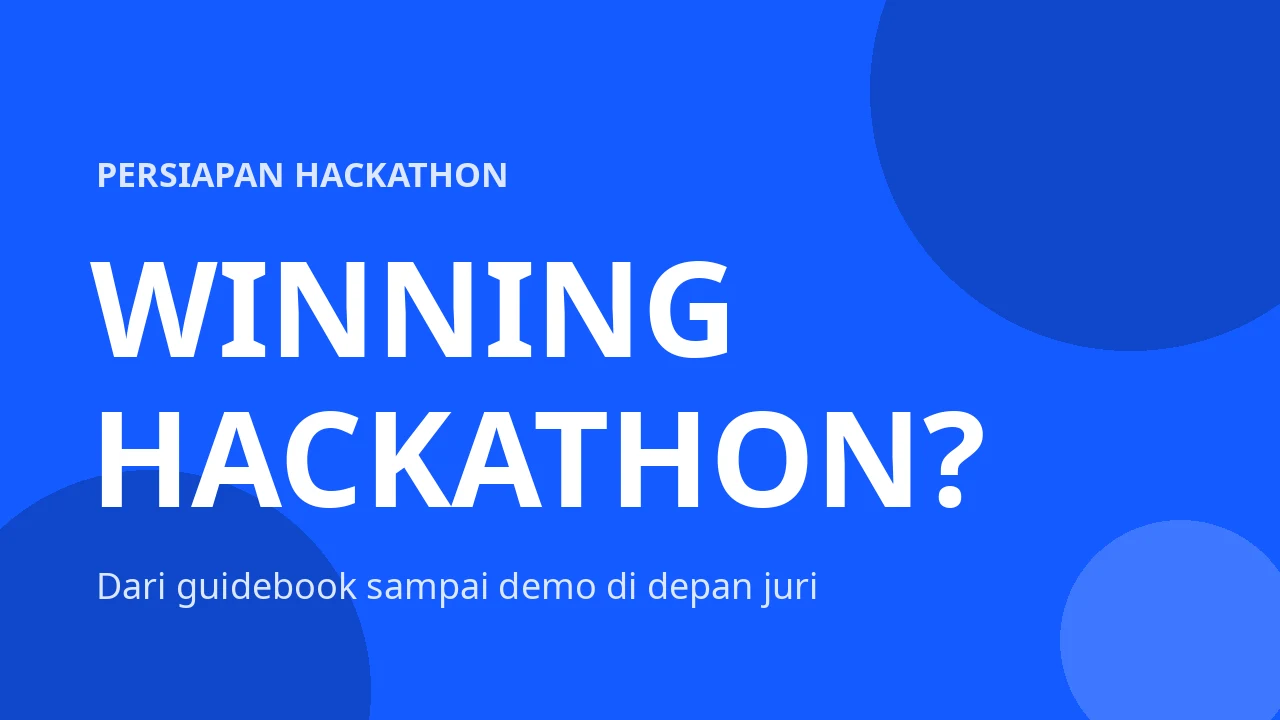 PERSIAPAN HACKATHON
WINNING
HACKATHON?
Dari guidebook sampai demo di depan juri